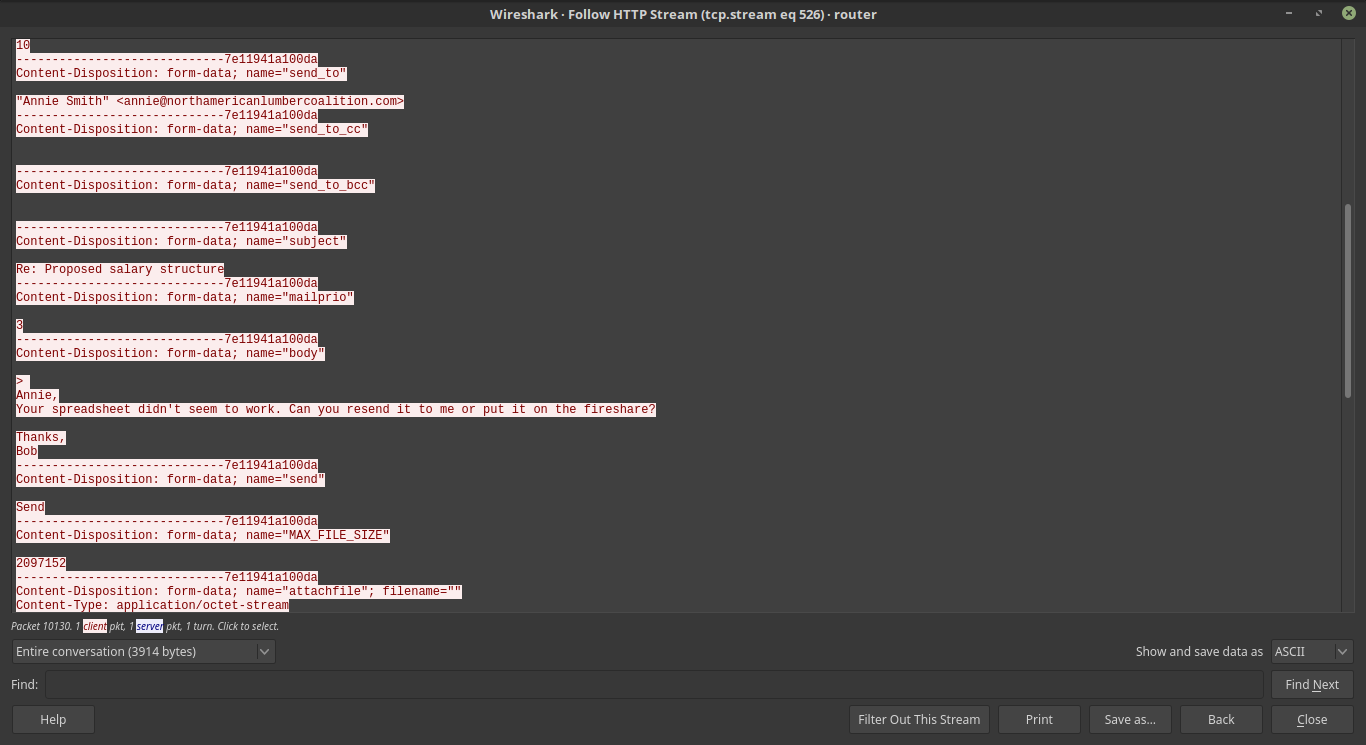 Wireshark · Follow HTTP Stream (tcp.stream eq 526) · router
10
-----------------------------7e11941a100da
Content-Disposition: form-data; name="send_to"
"Annie Smith" <annie@northamericanlumbercoalition.com>
-----------------------------7e11941a100da
Content-Disposition: form-data; name="send_to_cc"
-----------------------------7e11941a100da
Content-Disposition: form-data; name="send_to_bcc"
-----------------------------7e11941a100da
Content-Disposition: form-data; name="subject"
Re: Proposed salary structure
-----------------------------7e11941a100da
Content-Disposition: form-data; name="mailprio"
3
-----------------------------7e11941a100da
Content-Disposition: form-data; name="body"
>
Annie,
Your spreadsheet didn't seem to work. Can you resend it to me or put it on the fireshare?
Thanks,
Bob
-----------------------------7e11941a100da
Content-Disposition: form-data; name="send"
Send
-----------------------------7e11941a100da
Content-Disposition: form-data; name="MAX_FILE_SIZE"
2097152
-----------------------------7e11941a100da
Content-Disposition: form-data; name="attachfile"; filename=""
Content-Type: application/octet-stream
Packet 10130. 1 client pkt, 1 server pkt, 1 turn. Click to select.
Entire conversation (3914 bytes)
Show and save data as ASCII
Find:
Find Next
Help
Filter Out This Stream
Print
Save as...
Back
Close